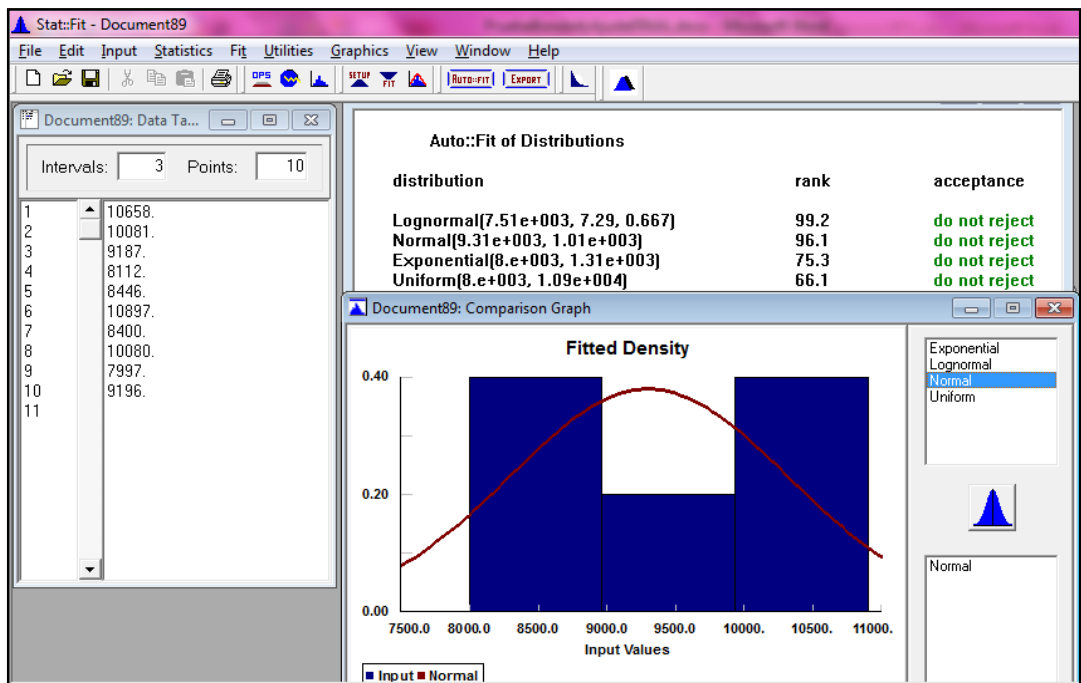 Stat::Fit - Document89
File Edit Input Statistics Fit Utilities Graphics View Window Help
OPS SETUP FIT AUTO::FIT EXPORT
Document89: Data Ta...
Intervals: 3 Points: 10
1 10658.
2 10081.
3 9187.
4 8112.
5 8446.
6 10897.
7 8400.
8 10080.
9 7997.
10 9196.
11
Auto::Fit of Distributions
distribution rank acceptance
Lognormal(7.51e+003, 7.29, 0.667) 99.2 do not reject
Normal(9.31e+003, 1.01e+003) 96.1 do not reject
Exponential(8.e+003, 1.31e+003) 75.3 do not reject
Uniform(8.e+003, 1.09e+004) 66.1 do not reject
Document89: Comparison Graph
Fitted Density
0.40
0.20
0.00
7500.0 8000.0 8500.0 9000.0 9500.0 10000. 10500. 11000.
Input Values
Input Normal
Exponential
Lognormal
Normal
Uniform
Normal